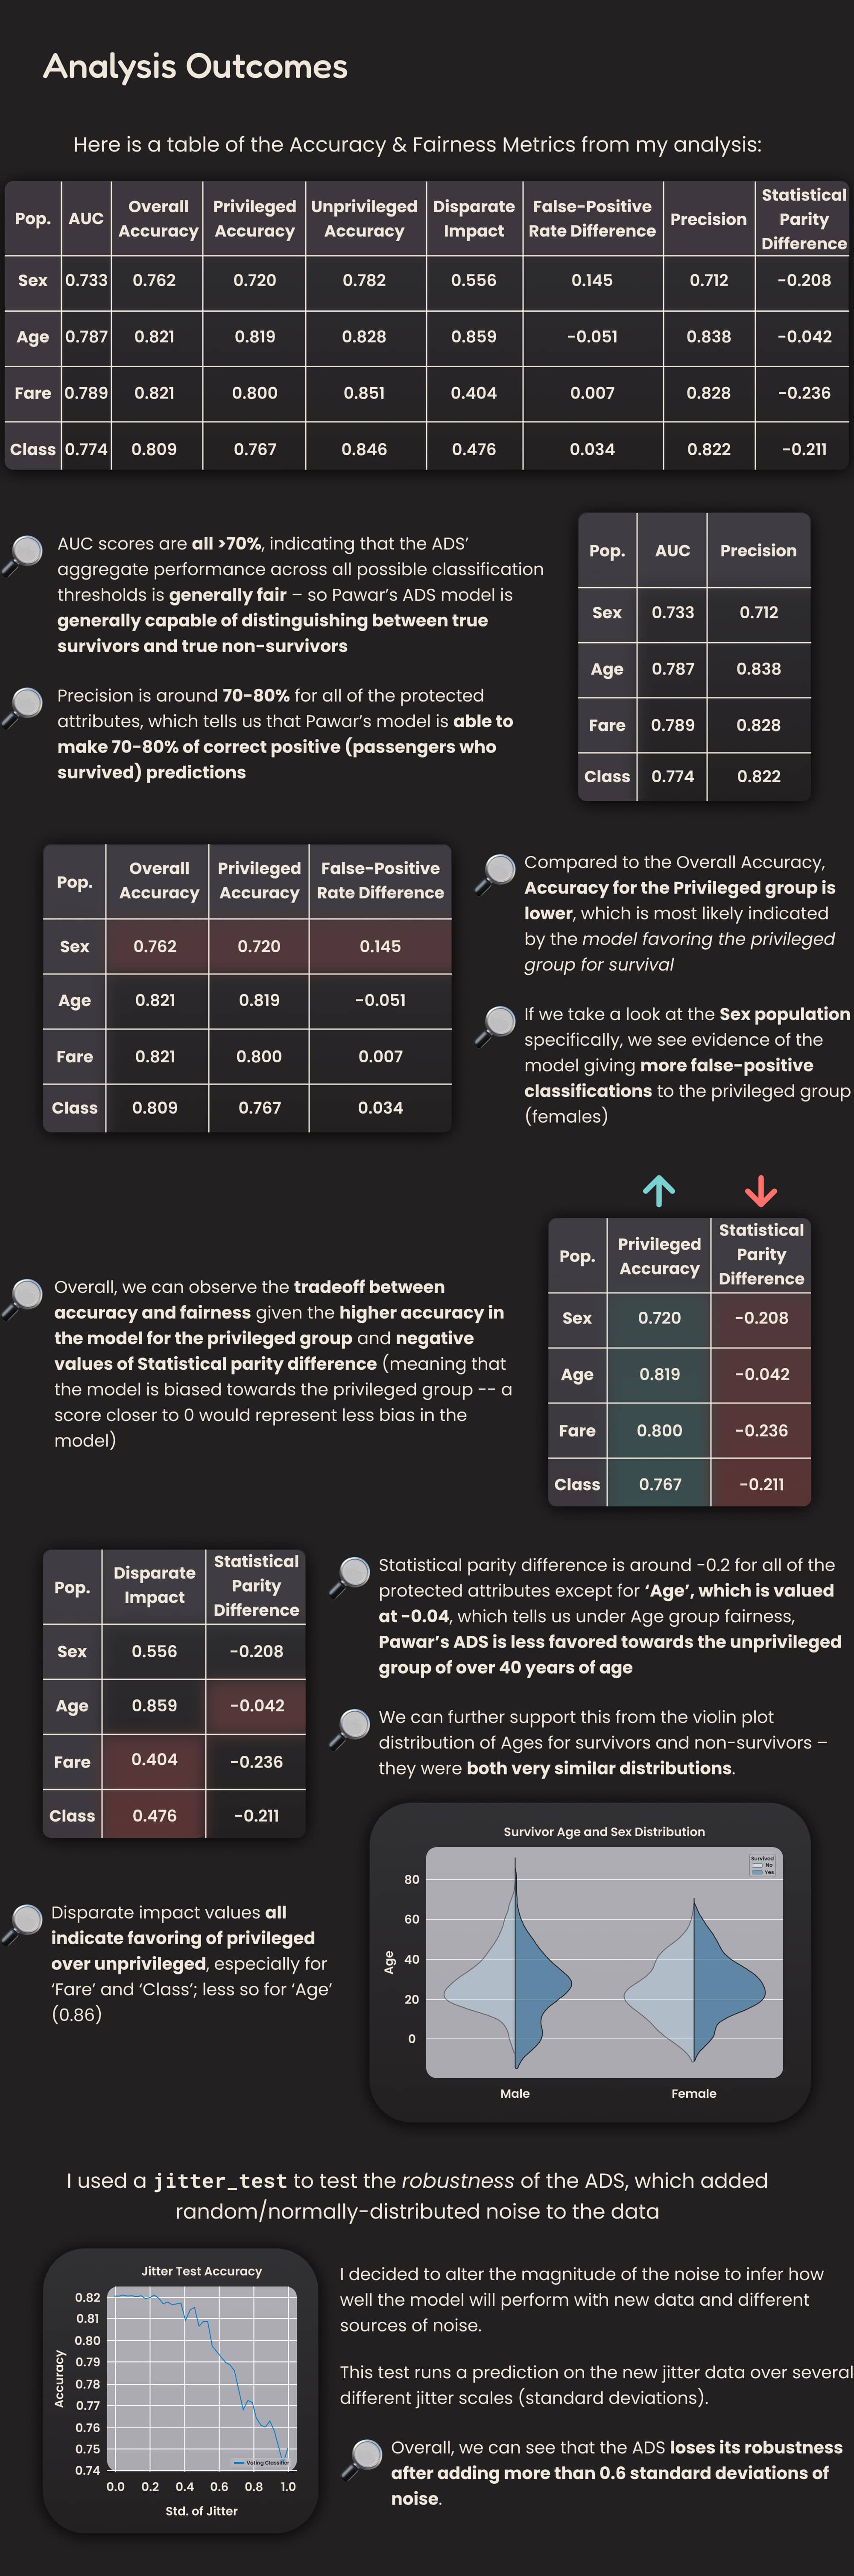 Analysis Outcomes
Here is a table of the Accuracy & Fairness Metrics from my analysis:
Pop. AUC Overall Accuracy Privileged Accuracy Unprivileged Accuracy Disparate Impact False-Positive Rate Difference Precision Statistical Parity Difference
Sex 0.733 0.762 0.720 0.782 0.556 0.145 0.712 -0.208
Age 0.787 0.821 0.819 0.828 0.859 -0.051 0.838 -0.042
Fare 0.789 0.821 0.800 0.851 0.404 0.007 0.828 -0.236
Class 0.774 0.809 0.767 0.846 0.476 0.034 0.822 -0.211
AUC scores are all >70%, indicating that the ADS’
aggregate performance across all possible classification
thresholds is generally fair – so Pawar’s ADS model is
generally capable of distinguishing between true
survivors and true non-survivors
Precision is around 70-80% for all of the protected
attributes, which tells us that Pawar’s model is able to
make 70-80% of correct positive (passengers who
survived) predictions
Pop. AUC Precision
Sex 0.733 0.712
Age 0.787 0.838
Fare 0.789 0.828
Class 0.774 0.822
Pop. Overall Accuracy Privileged Accuracy False-Positive Rate Difference
Sex 0.762 0.720 0.145
Age 0.821 0.819 -0.051
Fare 0.821 0.800 0.007
Class 0.809 0.767 0.034
Compared to the Overall Accuracy,
Accuracy for the Privileged group is
lower, which is most likely indicated
by the model favoring the privileged
group for survival
If we take a look at the Sex population
specifically, we see evidence of the
model giving more false-positive
classifications to the privileged group
(females)
Overall, we can observe the tradeoff between
accuracy and fairness given the higher accuracy in
the model for the privileged group and negative
values of Statistical parity difference (meaning that
the model is biased towards the privileged group -- a
score closer to 0 would represent less bias in the
model)
Pop. Privileged Accuracy Statistical Parity Difference
Sex 0.720 -0.208
Age 0.819 -0.042
Fare 0.800 -0.236
Class 0.767 -0.211
Pop. Disparate Impact Statistical Parity Difference
Sex 0.556 -0.208
Age 0.859 -0.042
Fare 0.404 -0.236
Class 0.476 -0.211
Statistical parity difference is around -0.2 for all of the
protected attributes except for ‘Age’, which is valued
at -0.04, which tells us under Age group fairness,
Pawar’s ADS is less favored towards the unprivileged
group of over 40 years of age
We can further support this from the violin plot
distribution of Ages for survivors and non-survivors –
they were both very similar distributions.
Disparate impact values all
indicate favoring of privileged
over unprivileged, especially for
‘Fare’ and ‘Class’; less so for ‘Age’
(0.86)
Survivor Age and Sex Distribution
Survived
No
Yes
Age
80
60
40
20
0
Male Female
I used a jitter_test to test the robustness of the ADS, which added
random/normally-distributed noise to the data
Jitter Test Accuracy
Accuracy
0.82
0.81
0.80
0.79
0.78
0.77
0.76
0.75
0.74
Voting Classifier
0.0 0.2 0.4 0.6 0.8 1.0
Std. of Jitter
I decided to alter the magnitude of the noise to infer how
well the model will perform with new data and different
sources of noise.
This test runs a prediction on the new jitter data over several
different jitter scales (standard deviations).
Overall, we can see that the ADS loses its robustness
after adding more than 0.6 standard deviations of
noise.